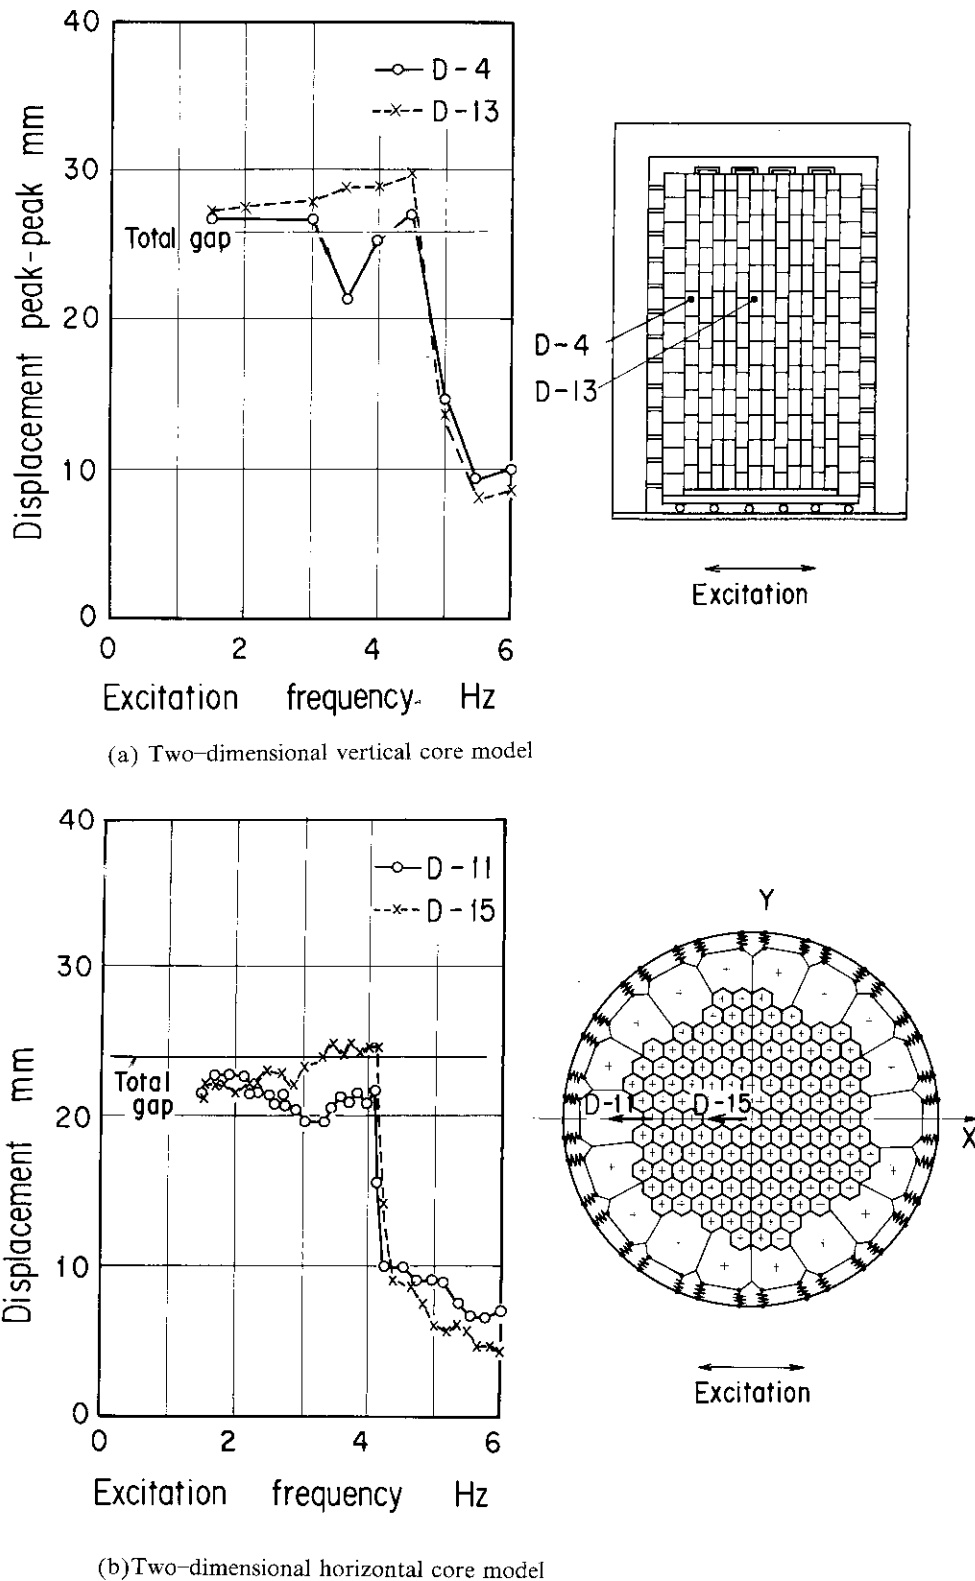 40
30
20
10
0
Displacement peak-peak mm
D-4
D-13
Total gap
0 2 4 6
Excitation frequency Hz
D-4
D-13
Excitation
(a) Two-dimensional vertical core model
40
30
20
10
0
Displacement mm
D-11
D-15
Total
gap
0 2 4 6
Excitation frequency Hz
Y
D-11 D-15
X
Excitation
(b)Two-dimensional horizontal core model